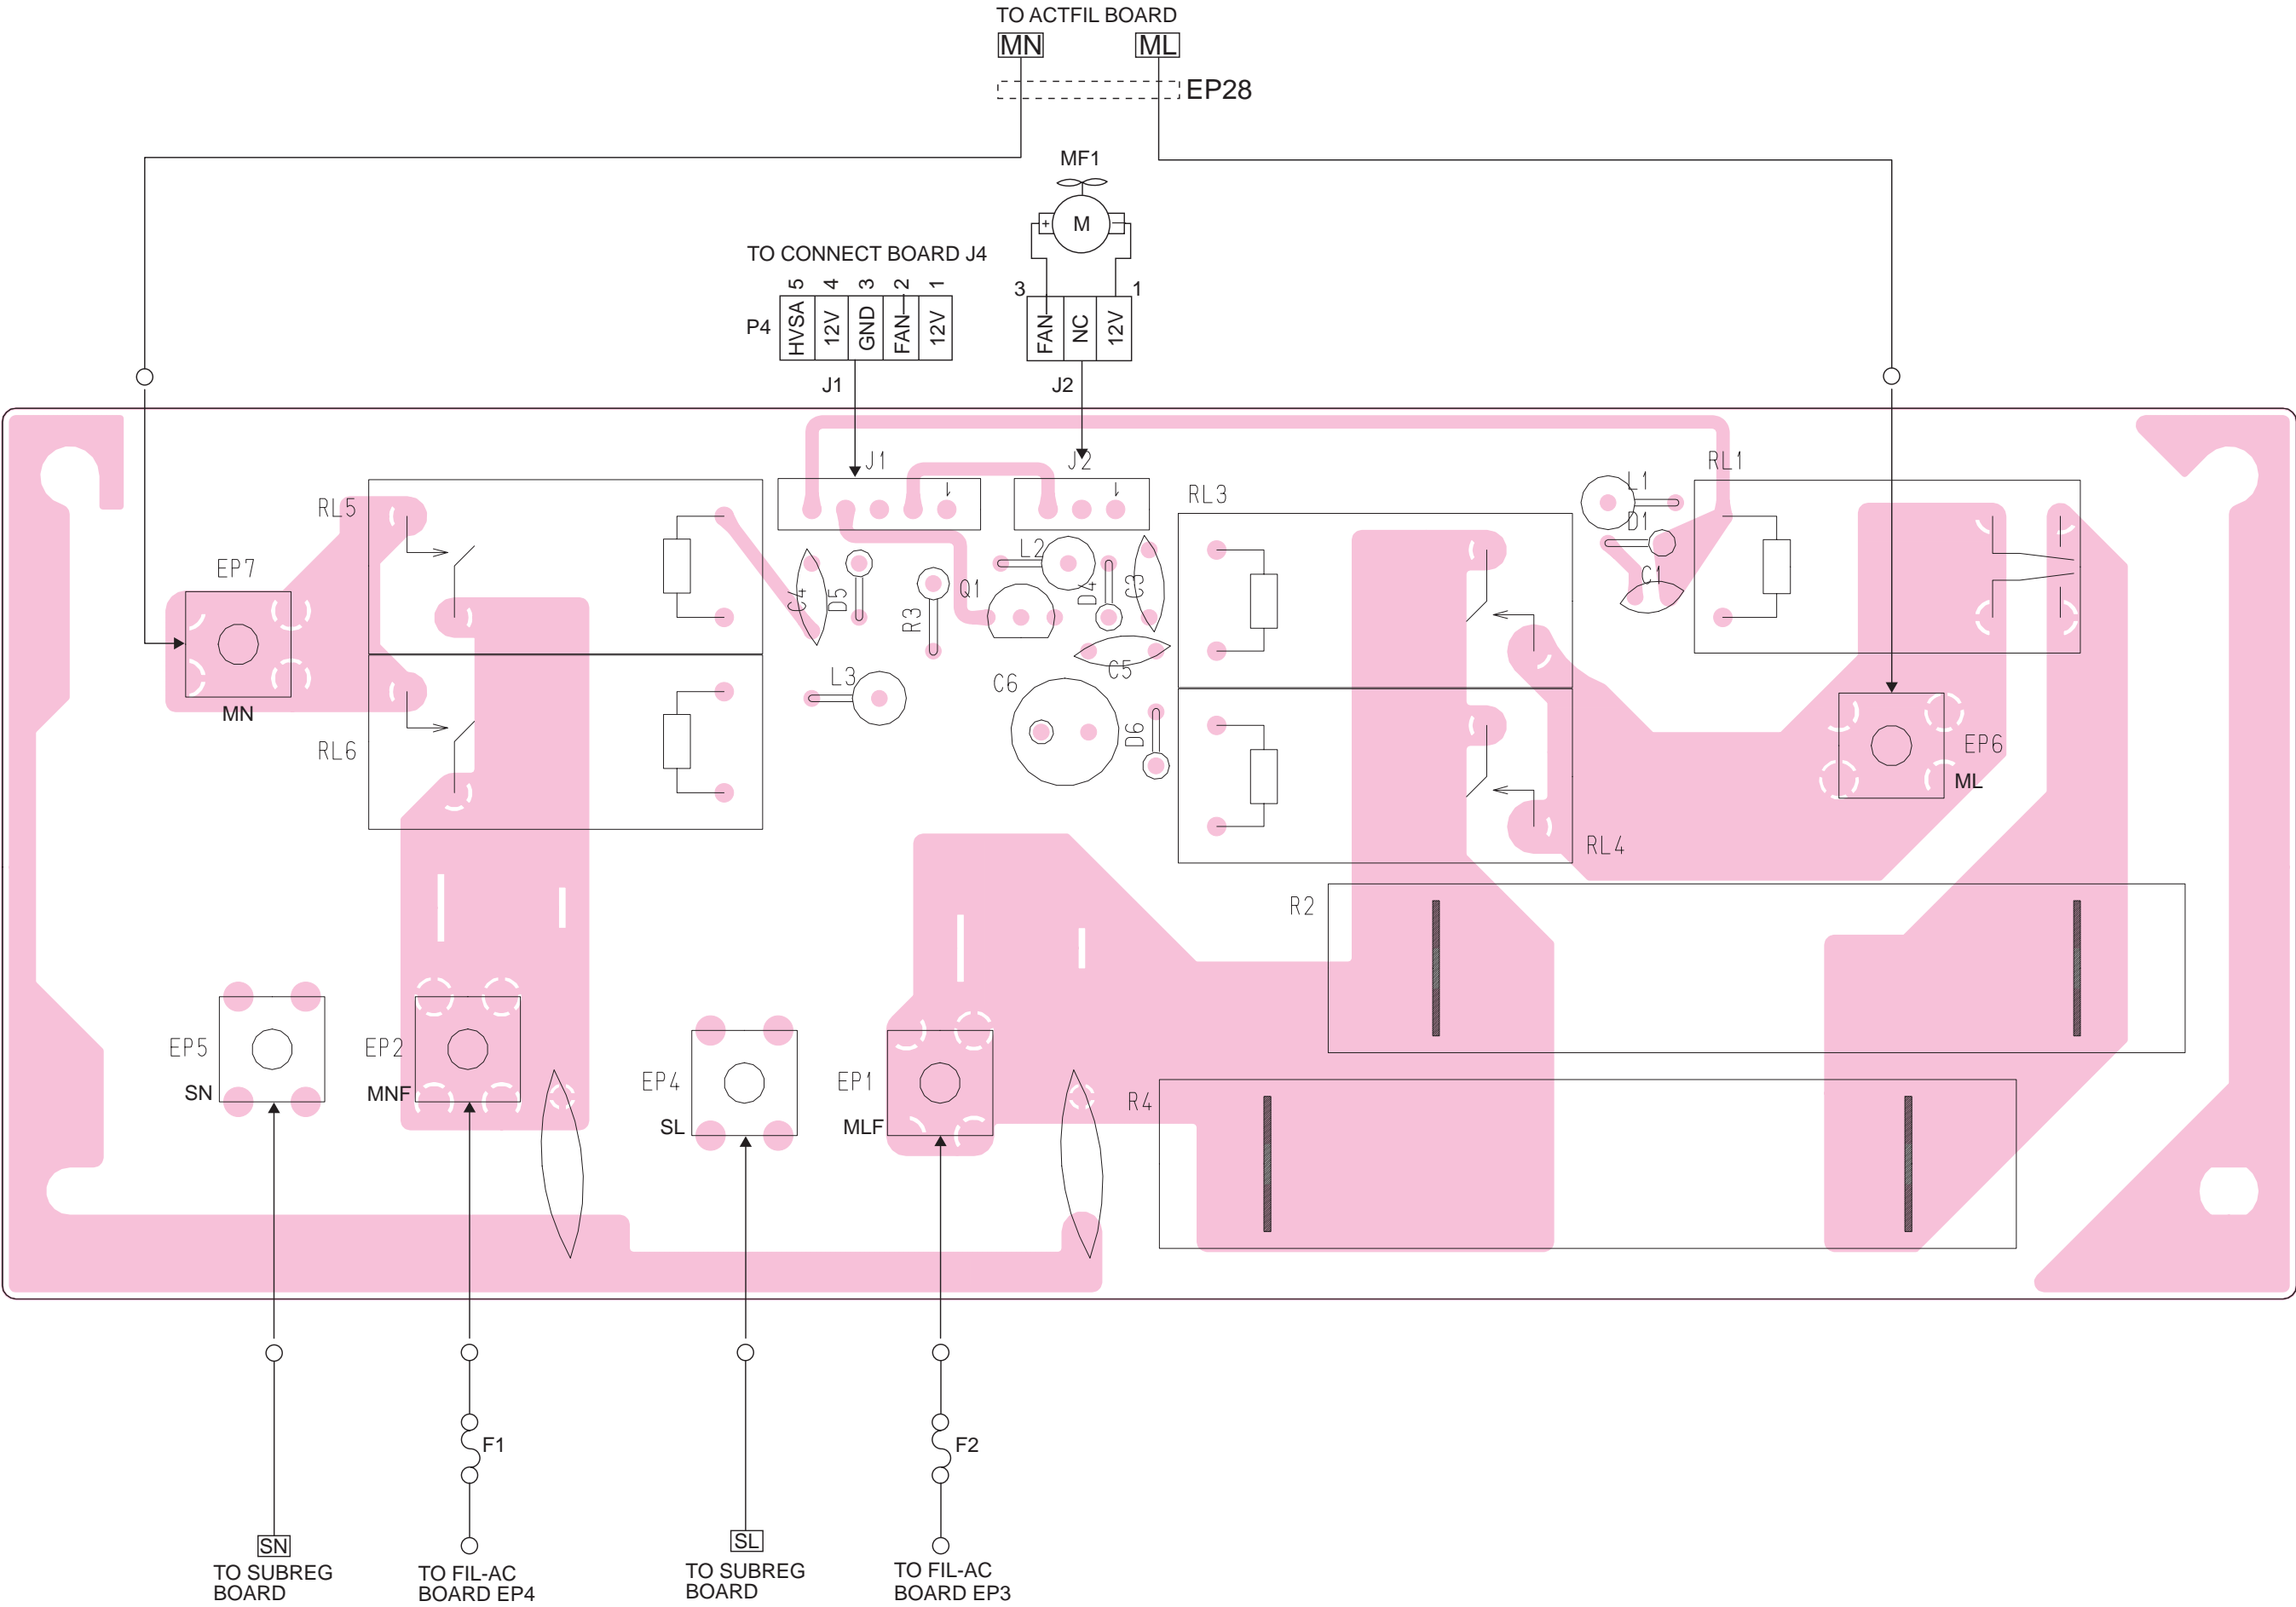 TO ACTFIL BOARD
MN ML
EP28
MF1
+ M −
TO CONNECT BOARD J4
5 4 3 2 1
P4 HVSA 12V GND FAN− 12V
3 1
FAN− NC 12V
J1 J2
J1 J2
RL5
RL3
L1
RL1
D1
EP7
L2
C4 D5 R3 Q1 D4 C3
C1
L3
C6
C5
MN
RL6
D6
EP6
ML
RL4
R2
EP5
EP2
EP4
EP1
SN
MNF
SL
MLF
R4
F1
F2
SN
TO SUBREG
BOARD
TO FIL-AC
BOARD EP4
SL
TO SUBREG
BOARD
TO FIL-AC
BOARD EP3